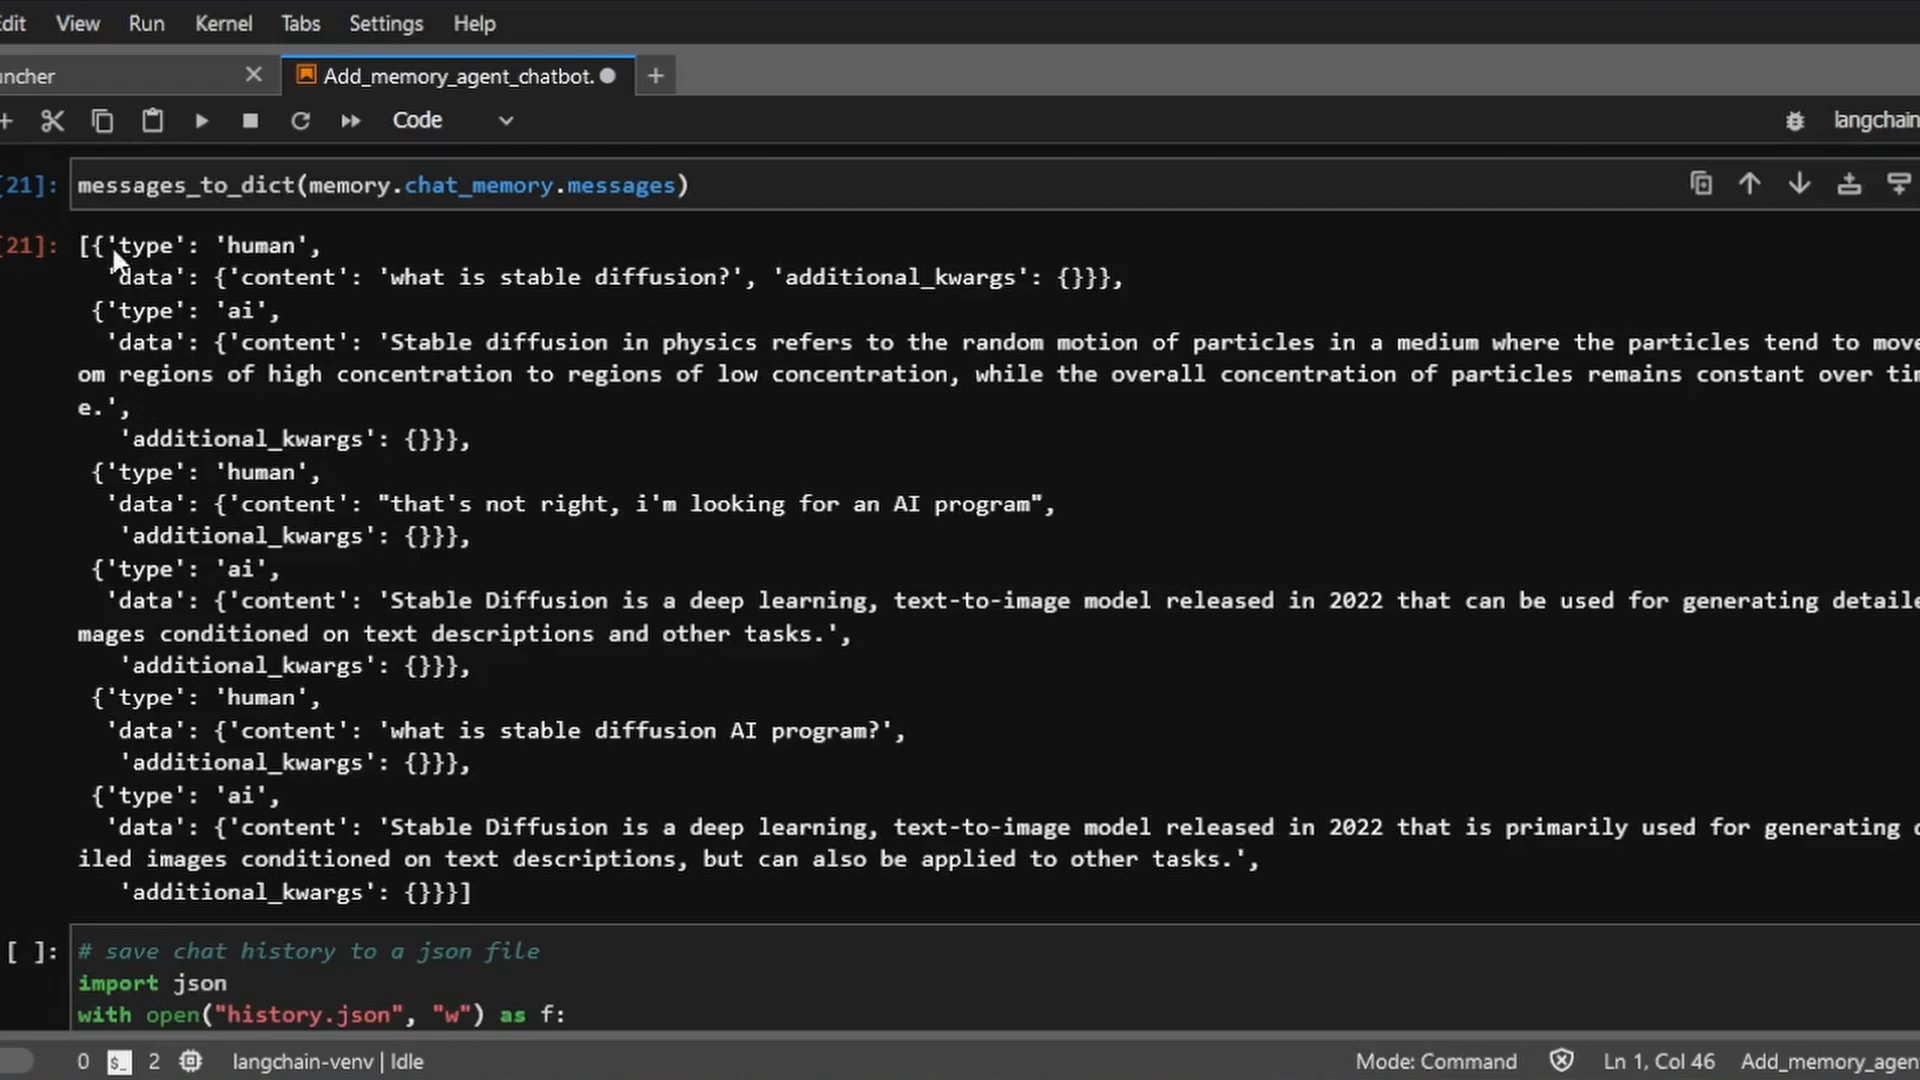 dit View Run Kernel Tabs Settings Help
uncher Add_memory_agent_chatbot.
Code langchain
[21]: messages_to_dict(memory.chat_memory.messages)
[21]: [{'type': 'human',
'data': {'content': 'what is stable diffusion?', 'additional_kwargs': {}}},
{'type': 'ai',
'data': {'content': 'Stable diffusion in physics refers to the random motion of particles in a medium where the particles tend to move
om regions of high concentration to regions of low concentration, while the overall concentration of particles remains constant over tim
e.',
'additional_kwargs': {}}},
{'type': 'human',
'data': {'content': "that's not right, i'm looking for an AI program",
'additional_kwargs': {}}},
{'type': 'ai',
'data': {'content': 'Stable Diffusion is a deep learning, text-to-image model released in 2022 that can be used for generating detaile
mages conditioned on text descriptions and other tasks.',
'additional_kwargs': {}}},
{'type': 'human',
'data': {'content': 'what is stable diffusion AI program?',
'additional_kwargs': {}}},
{'type': 'ai',
'data': {'content': 'Stable Diffusion is a deep learning, text-to-image model released in 2022 that is primarily used for generating
iled images conditioned on text descriptions, but can also be applied to other tasks.',
'additional_kwargs': {}}}]
[ ]: # save chat history to a json file
import json
with open("history.json", "w") as f:
0 $_ 2 langchain-venv | Idle Mode: Command Ln 1, Col 46 Add_memory_agen